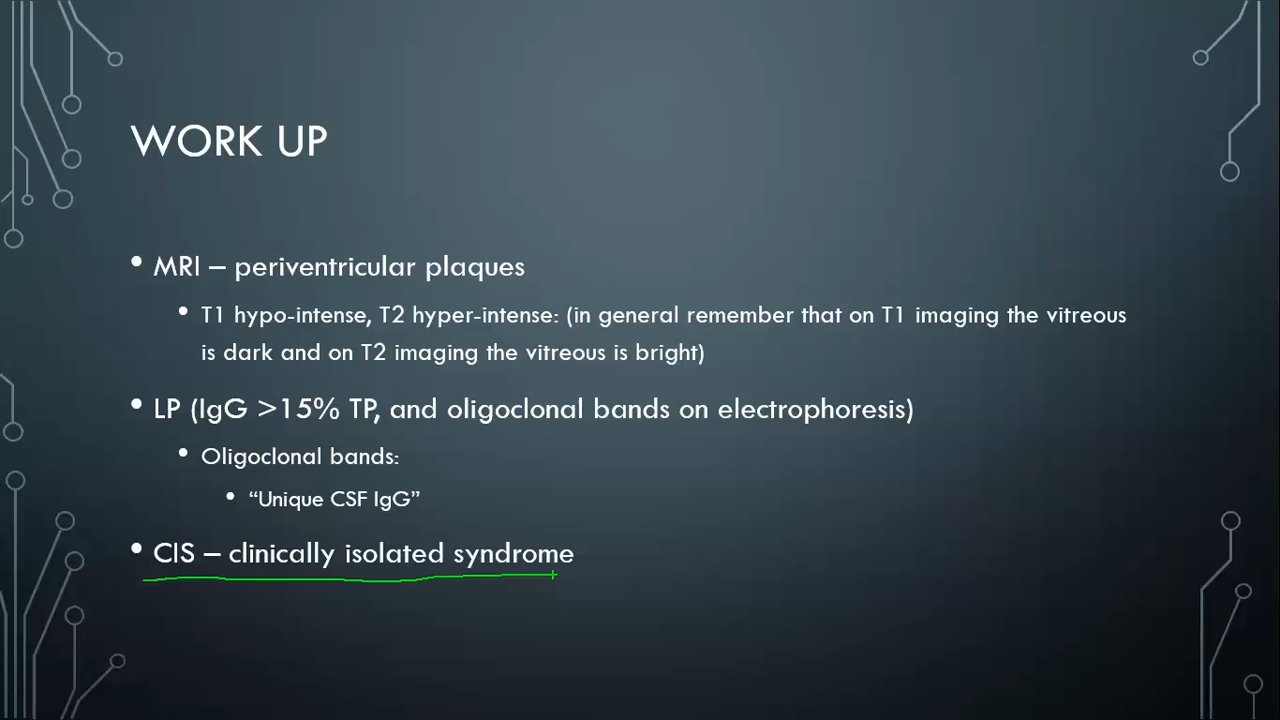 WORK UP
• MRI – periventricular plaques
• T1 hypo-intense, T2 hyper-intense: (in general remember that on T1 imaging the vitreous
is dark and on T2 imaging the vitreous is bright)
• LP (IgG >15% TP, and oligoclonal bands on electrophoresis)
• Oligoclonal bands:
• “Unique CSF IgG”
• CIS – clinically isolated syndrome